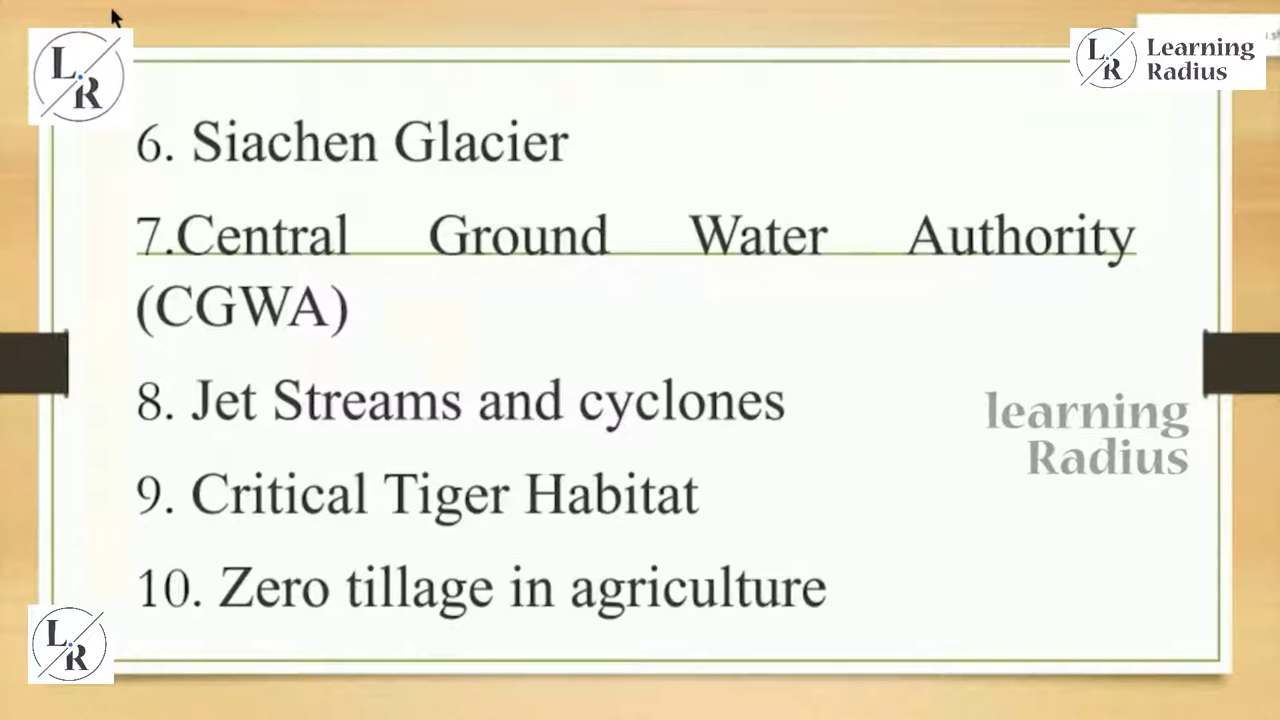 L R
L R Learning
Radius
6. Siachen Glacier
7.Central Ground Water Authority
(CGWA)
8. Jet Streams and cyclones
learning
Radius
9. Critical Tiger Habitat
10. Zero tillage in agriculture
L R